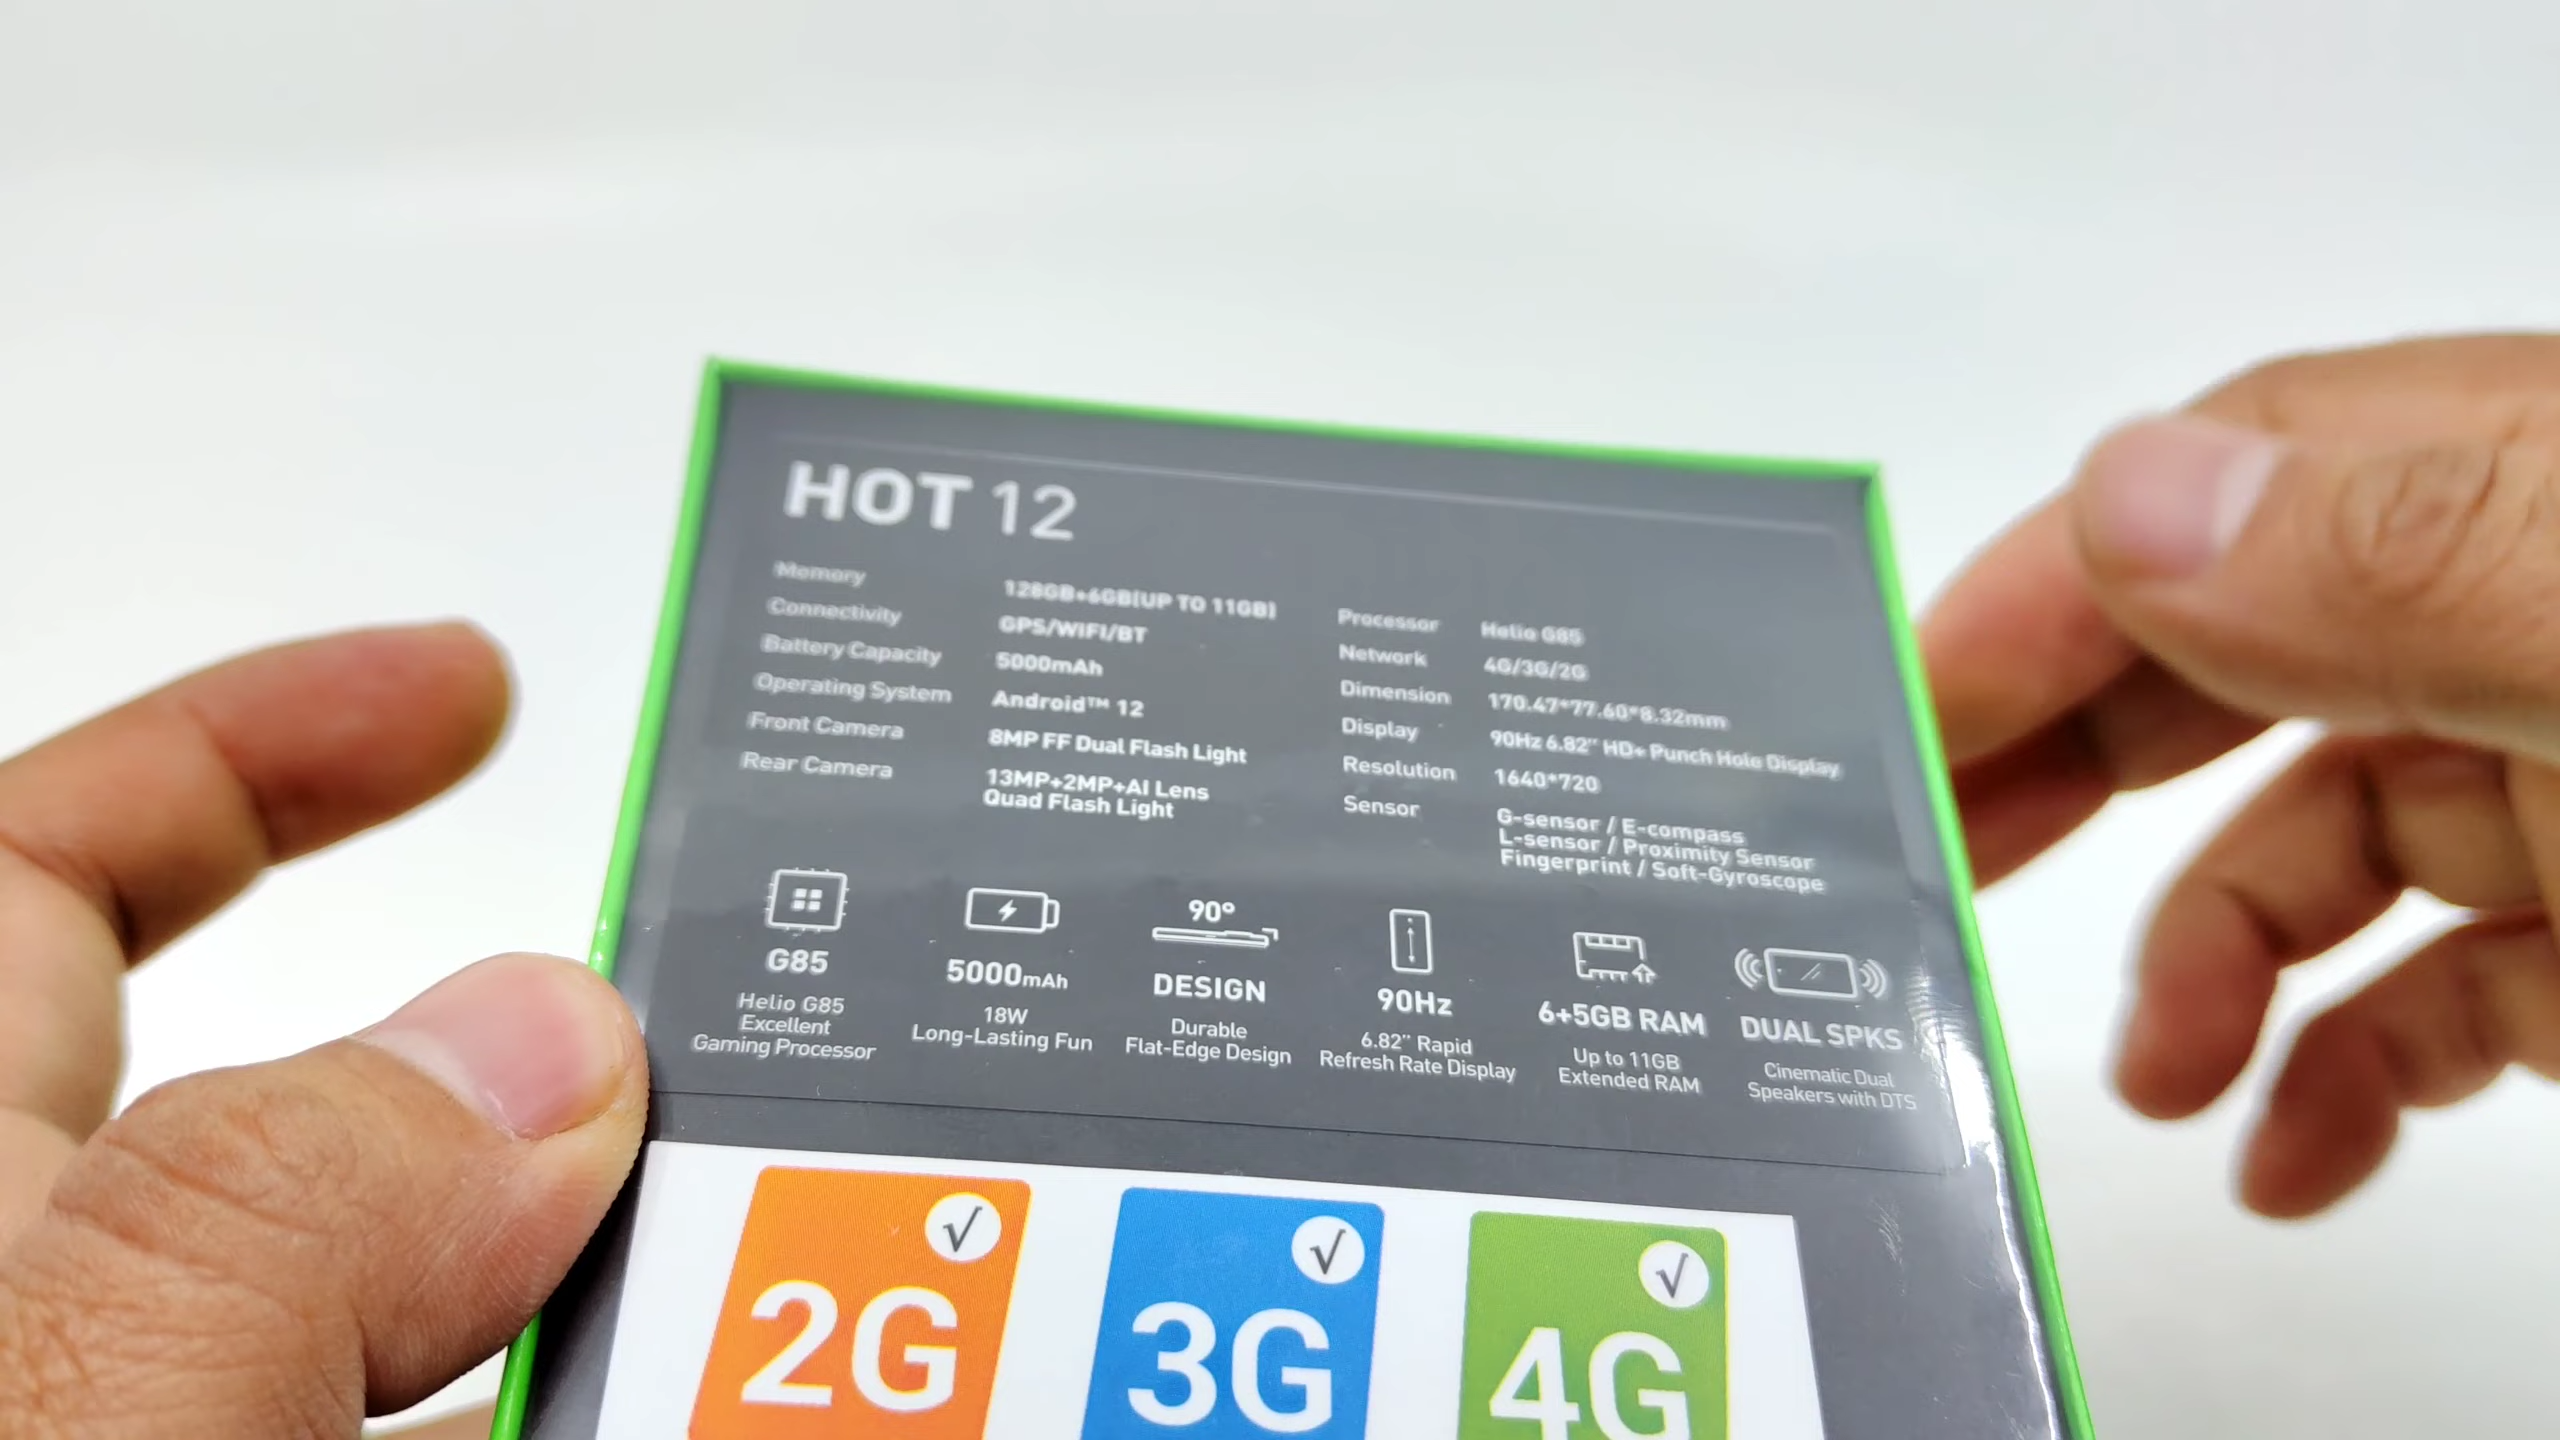 HOT 12
Memory 128GB+6GB(UP TO 11GB)
Connectivity GPS/WIFI/BT
Battery Capacity 5000mAh
Operating System Android™ 12
Front Camera 8MP FF Dual Flash Light
Rear Camera 13MP+2MP+AI Lens
Quad Flash Light
Processor Helio G85
Network 4G/3G/2G
Dimension 170.47*77.60*8.32mm
Display 90Hz 6.82" HD+ Punch Hole Display
Resolution 1640*720
Sensor G-sensor / E-compass
L-sensor / Proximity Sensor
Fingerprint / Soft-Gyroscope
G85
Helio G85
Excellent
Gaming Processor
5000mAh
18W
Long-Lasting Fun
90°
DESIGN
Durable
Flat-Edge Design
90Hz
6.82" Rapid
Refresh Rate Display
6+5GB RAM
Up to 11GB
Extended RAM
DUAL SPKS
Cinematic Dual
Speakers with DTS
√ √ √
2G 3G 4G